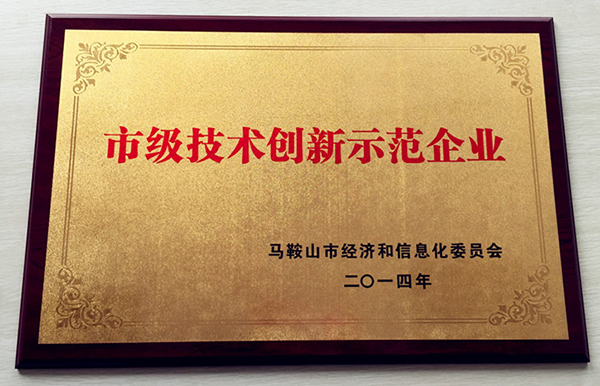 市级技术创新示范企业
马鞍山市经济和信息化委员会
二〇一四年